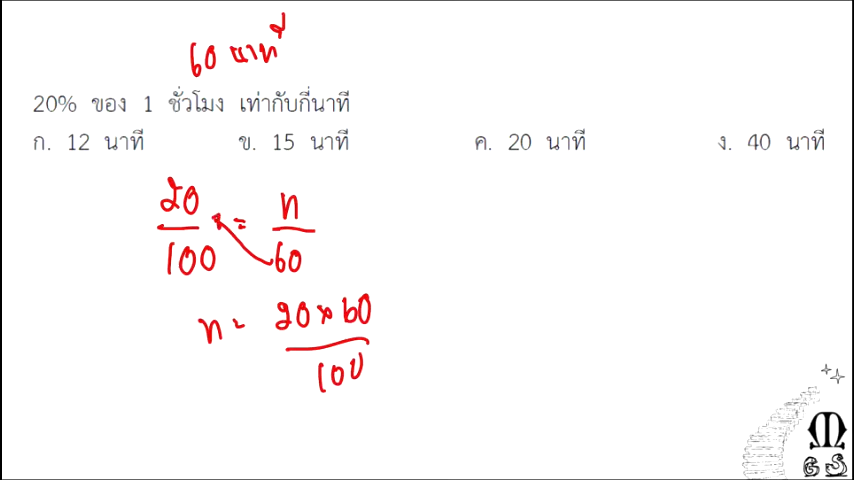 60 นาที
20% ของ 1 ชั่วโมง เท่ากับกี่นาที
ก. 12 นาที ข. 15 นาที ค. 20 นาที ง. 40 นาที
20/100 = n/60
n = 20 × 60/100